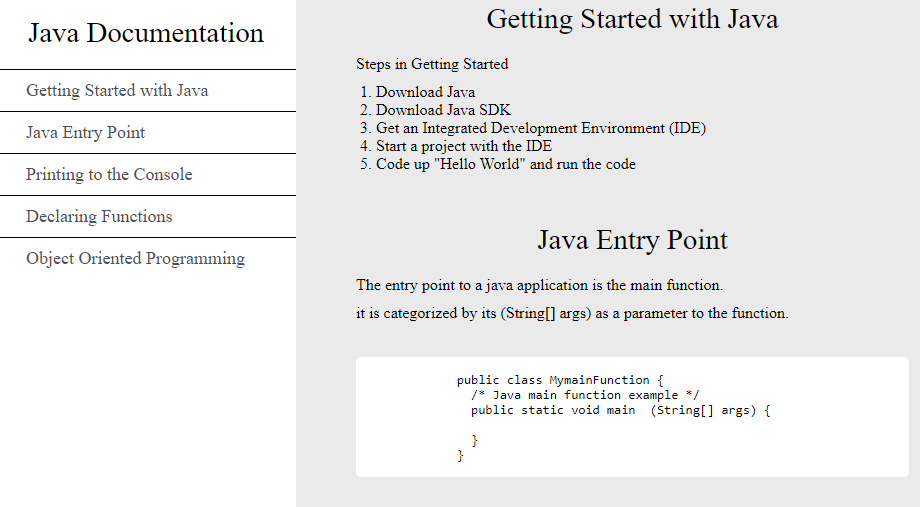 Java Documentation
Getting Started with Java
Java Entry Point
Printing to the Console
Declaring Functions
Object Oriented Programming
Getting Started with Java
Steps in Getting Started
1. Download Java
2. Download Java SDK
3. Get an Integrated Development Environment (IDE)
4. Start a project with the IDE
5. Code up "Hello World" and run the code
Java Entry Point
The entry point to a java application is the main function.
it is categorized by its (String[] args) as a parameter to the function.
public class MymainFunction {
  /* Java main function example */
  public static void main  (String[] args) {
  }
}